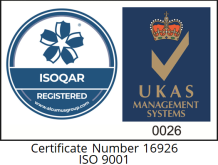 ISOQAR
REGISTERED
www.alcumusgroup.com
UKAS
MANAGEMENT
SYSTEMS
0026
Certificate Number 16926
ISO 9001